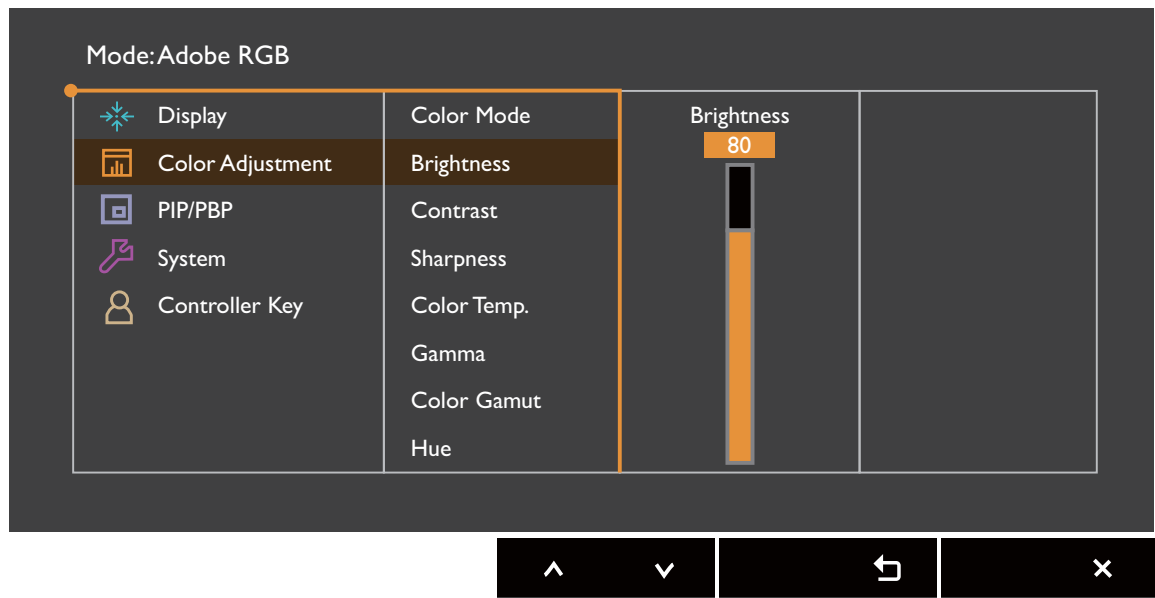 Mode: Adobe RGB
Display
Color Adjustment
PIP/PBP
System
Controller Key
Color Mode
Brightness
Contrast
Sharpness
Color Temp.
Gamma
Color Gamut
Hue
Brightness
80